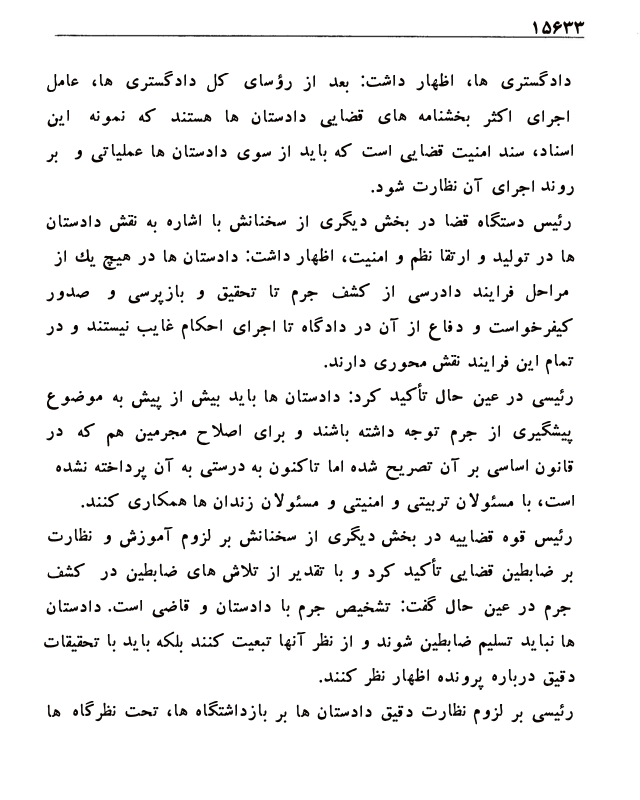 ۱۵۶۳۳
دادگستری ها، اظهار داشت: بعد از رؤسای کل دادگستری ها، عامل
اجرای اکثر بخشنامه های قضایی دادستان ها هستند که نمونه این
اسناد، سند امنیت قضایی است که باید از سوی دادستان ها عملیاتی و بر
روند اجرای آن نظارت شود.
رئیس دستگاه قضا در بخش دیگری از سخنانش با اشاره به نقش دادستان
ها در تولید و ارتقا نظم و امنیت، اظهار داشت: دادستان ها در هیچ یك از
مراحل فرایند دادرسی از کشف جرم تا تحقیق و بازپرسی و صدور
کیفرخواست و دفاع از آن در دادگاه تا اجرای احکام غایب نیستند و در
تمام این فرایند نقش محوری دارند.
رئیسی در عین حال تأکید کرد: دادستان ها باید بیش از پیش به موضوع
پیشگیری از جرم توجه داشته باشند و برای اصلاح مجرمین هم که در
قانون اساسی بر آن تصریح شده اما تاکنون به درستی به آن پرداخته نشده
است، با مسئولان تربیتی و امنیتی و مسئولان زندان ها همکاری کنند.
رئیس قوه قضاییه در بخش دیگری از سخنانش بر لزوم آموزش و نظارت
بر ضابطین قضایی تأکید کرد و با تقدیر از تلاش های ضابطین در کشف
جرم در عین حال گفت: تشخیص جرم با دادستان و قاضی است. دادستان
ها نباید تسلیم ضابطین شوند و از نظر آنها تبعیت کنند بلکه باید با تحقیقات
دقیق درباره پرونده اظهار نظر کنند.
رئیسی بر لزوم نظارت دقیق دادستان ها بر بازداشتگاه ها، تحت نظرگاه ها